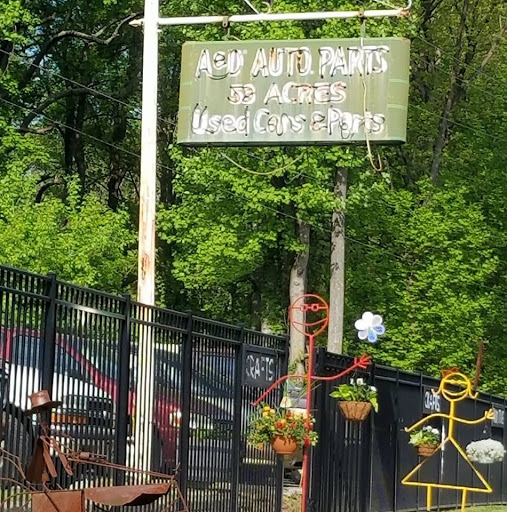 A&D AUTO PARTS
53 ACRES
Used Cars & Parts
CRAFTS
CRAFTS